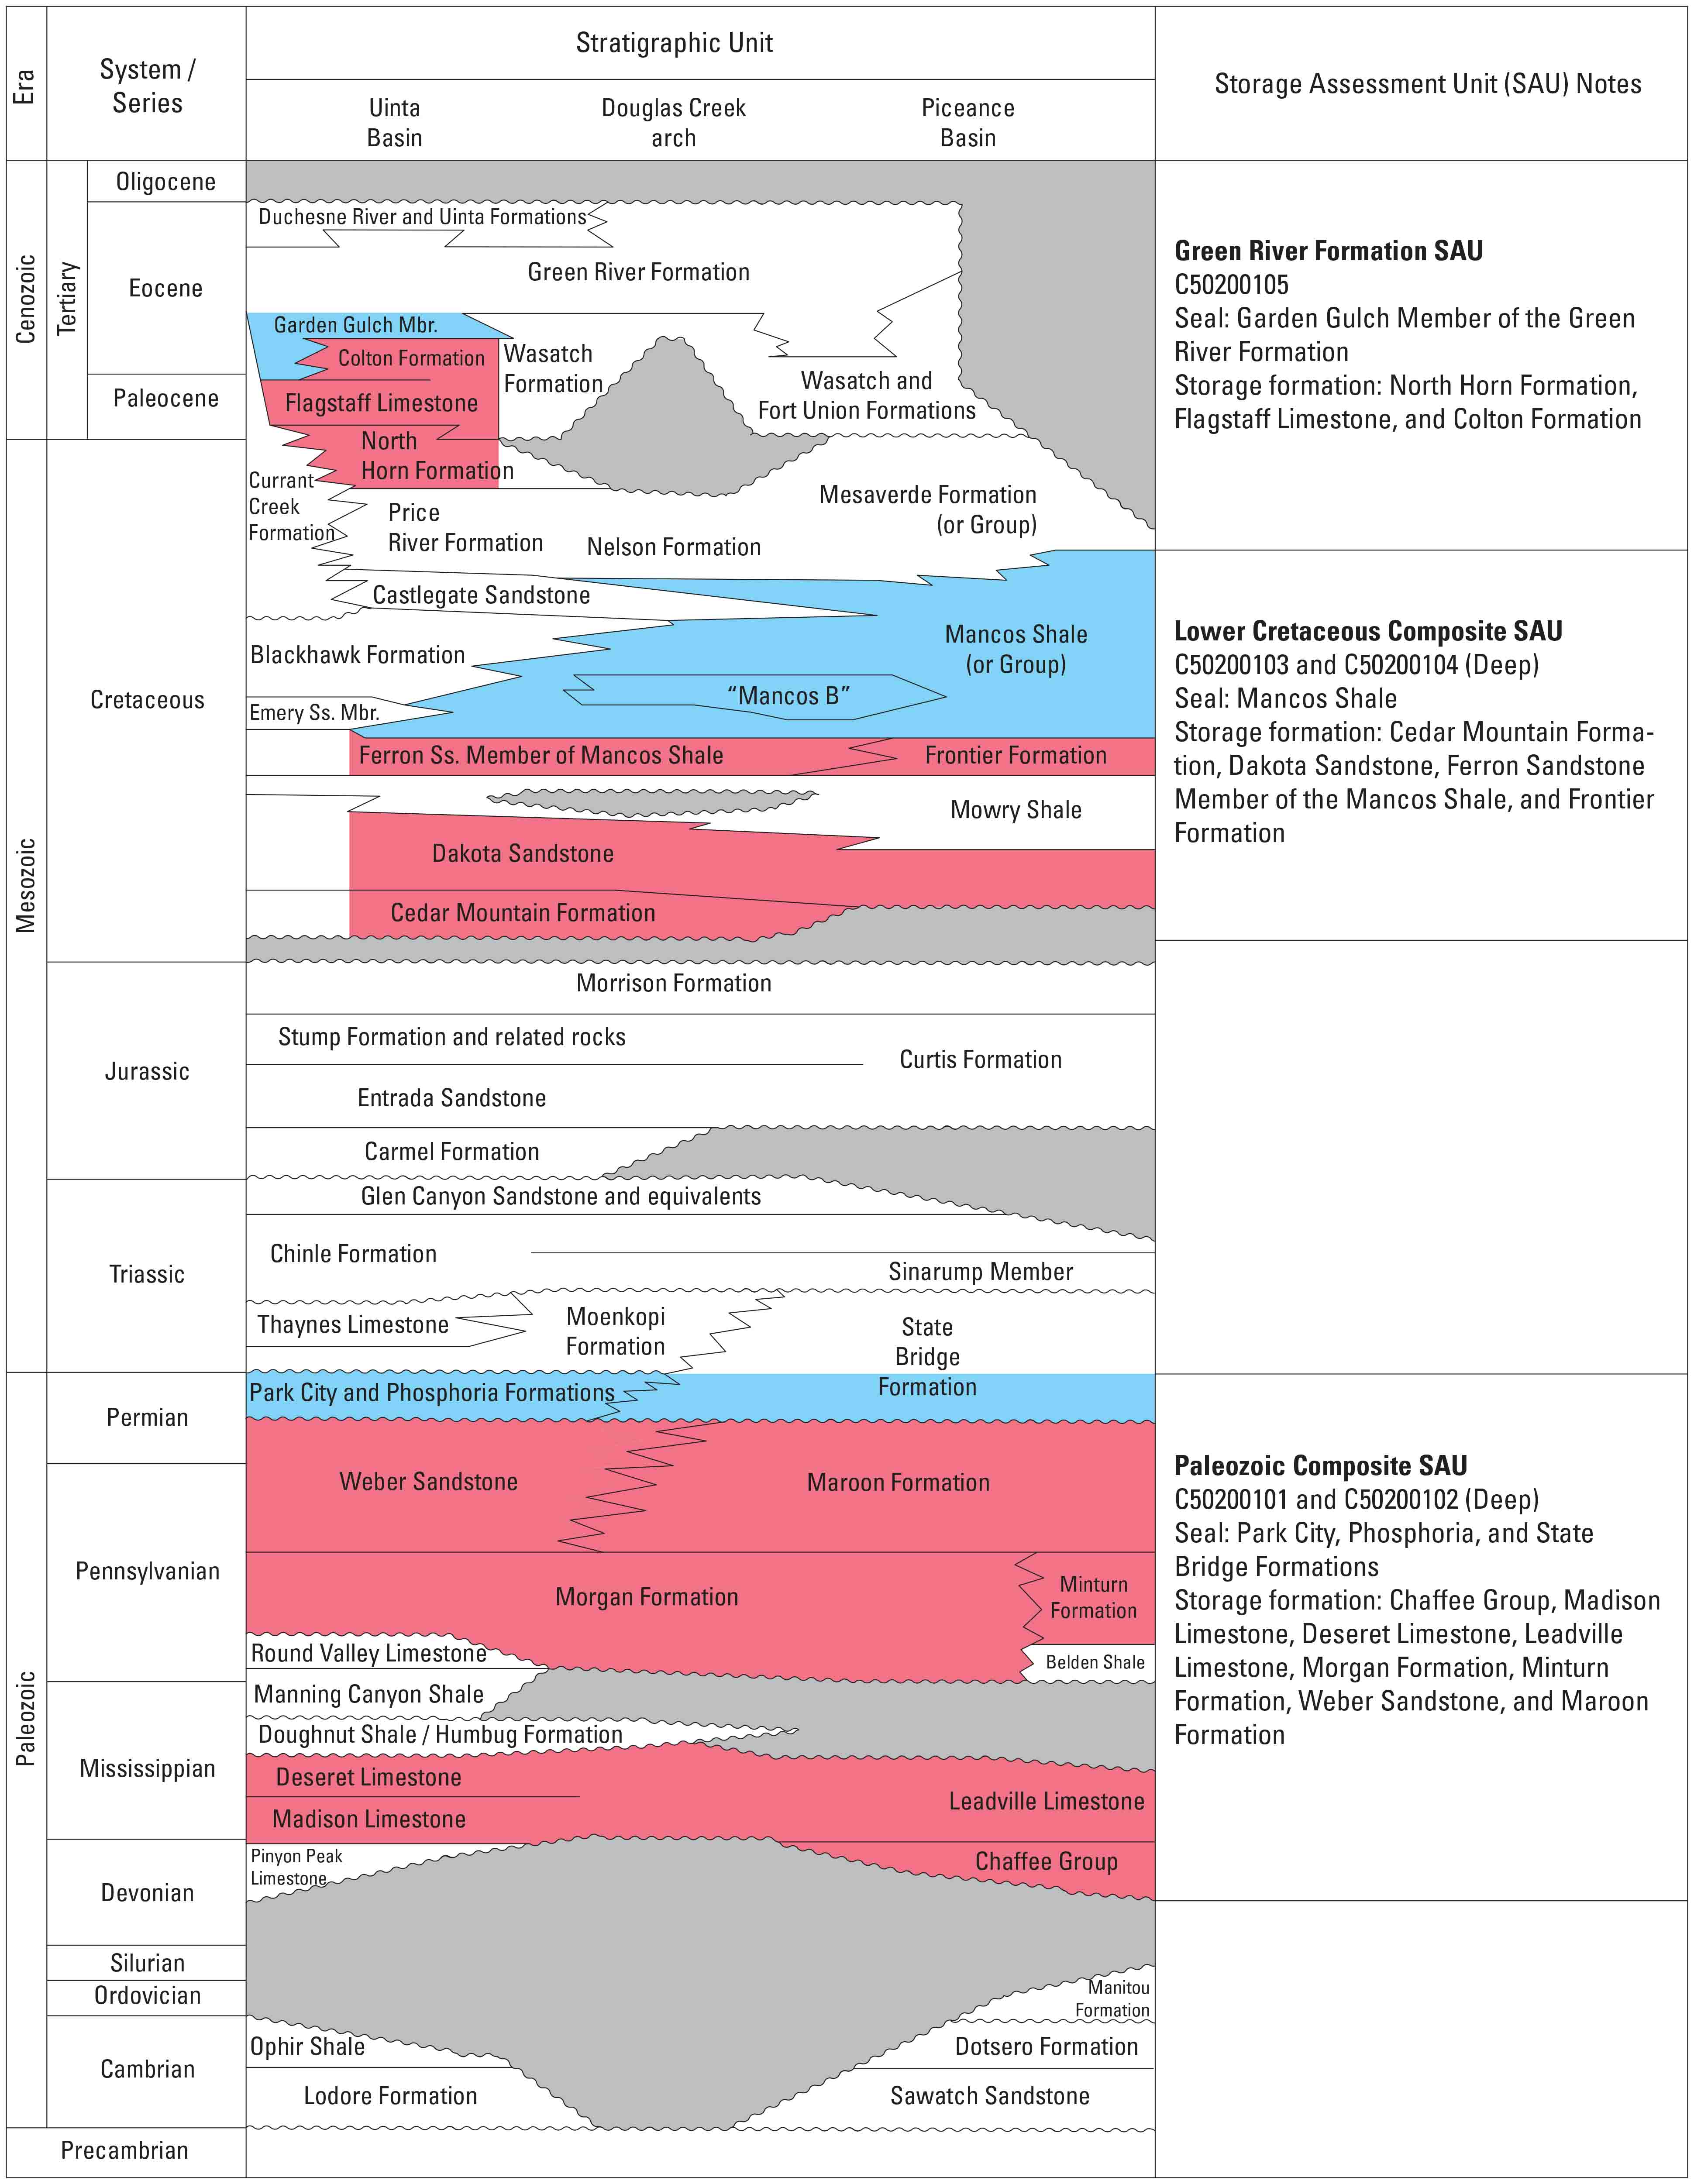 Era
System /
Series
Stratigraphic Unit
Uinta
Basin
Douglas Creek
arch
Piceance
Basin
Storage Assessment Unit (SAU) Notes
Cenozoic
Tertiary
Oligocene
Eocene
Paleocene
Duchesne River and Uinta Formations
Green River Formation
Garden Gulch Mbr.
Colton Formation
Flagstaff Limestone
Wasatch
Formation
Wasatch and
Fort Union Formations
North
Horn Formation
Green River Formation SAU
C50200105
Seal: Garden Gulch Member of the Green
River Formation
Storage formation: North Horn Formation,
Flagstaff Limestone, and Colton Formation
Mesozoic
Cretaceous
Currant
Creek
Formation
Price
River Formation
Nelson Formation
Mesaverde Formation
(or Group)
Castlegate Sandstone
Blackhawk Formation
Mancos Shale
(or Group)
“Mancos B”
Emery Ss. Mbr.
Ferron Ss. Member of Mancos Shale
Frontier Formation
Mowry Shale
Dakota Sandstone
Cedar Mountain Formation
Lower Cretaceous Composite SAU
C50200103 and C50200104 (Deep)
Seal: Mancos Shale
Storage formation: Cedar Mountain Forma-
tion, Dakota Sandstone, Ferron Sandstone
Member of the Mancos Shale, and Frontier
Formation
Jurassic
Morrison Formation
Stump Formation and related rocks
Curtis Formation
Entrada Sandstone
Carmel Formation
Glen Canyon Sandstone and equivalents
Triassic
Chinle Formation
Sinarump Member
Thaynes Limestone
Moenkopi
Formation
State
Bridge
Formation
Paleozoic
Permian
Park City and Phosphoria Formations
Weber Sandstone
Maroon Formation
Pennsylvanian
Morgan Formation
Minturn
Formation
Round Valley Limestone
Belden Shale
Mississippian
Manning Canyon Shale
Doughnut Shale / Humbug Formation
Deseret Limestone
Madison Limestone
Leadville Limestone
Devonian
Pinyon Peak
Limestone
Chaffee Group
Paleozoic Composite SAU
C50200101 and C50200102 (Deep)
Seal: Park City, Phosphoria, and State
Bridge Formations
Storage formation: Chaffee Group, Madison
Limestone, Deseret Limestone, Leadville
Limestone, Morgan Formation, Minturn
Formation, Weber Sandstone, and Maroon
Formation
Silurian
Ordovician
Manitou
Formation
Cambrian
Ophir Shale
Dotsero Formation
Lodore Formation
Sawatch Sandstone
Precambrian